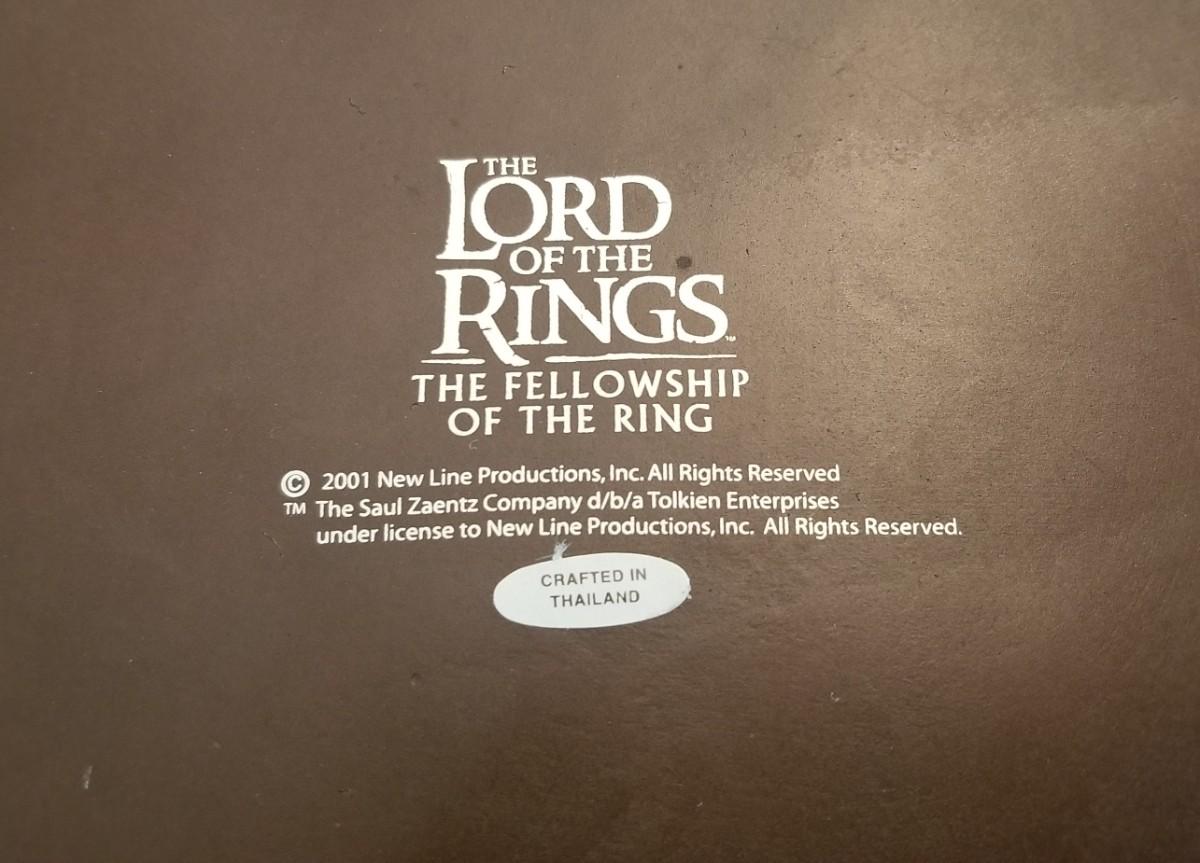 THE
LORD
OF THE
RINGS™
THE FELLOWSHIP
OF THE RING
© 2001 New Line Productions, Inc. All Rights Reserved
TM The Saul Zaentz Company d/b/a Tolkien Enterprises
under license to New Line Productions, Inc. All Rights Reserved.
CRAFTED IN
THAILAND